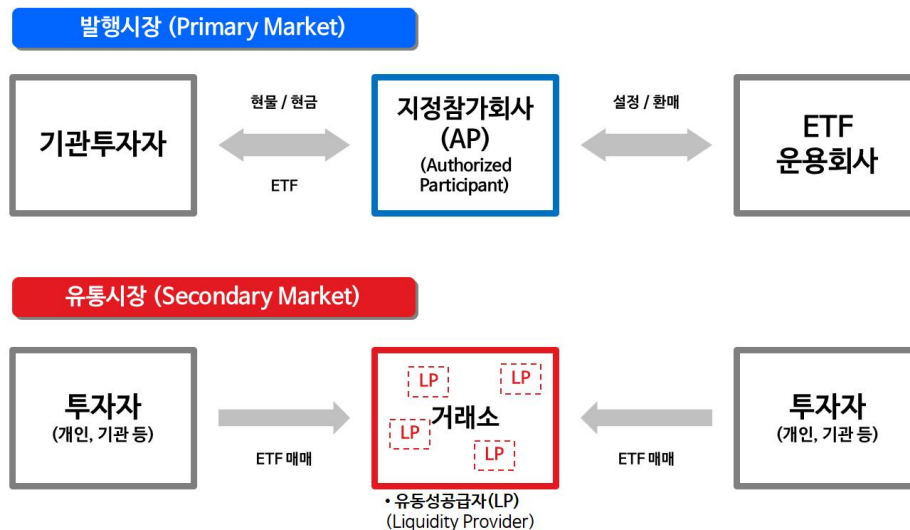 발행시장 (Primary Market)
기관투자자
현물 / 현금
ETF
지정참가회사
(AP)
(Authorized
Participant)
설정 / 환매
ETF
운용회사
유통시장 (Secondary Market)
투자자
(개인, 기관 등)
ETF 매매
LP
LP
거래소
LP
LP
ETF 매매
투자자
(개인, 기관 등)
• 유동성공급자(LP)
(Liquidity Provider)